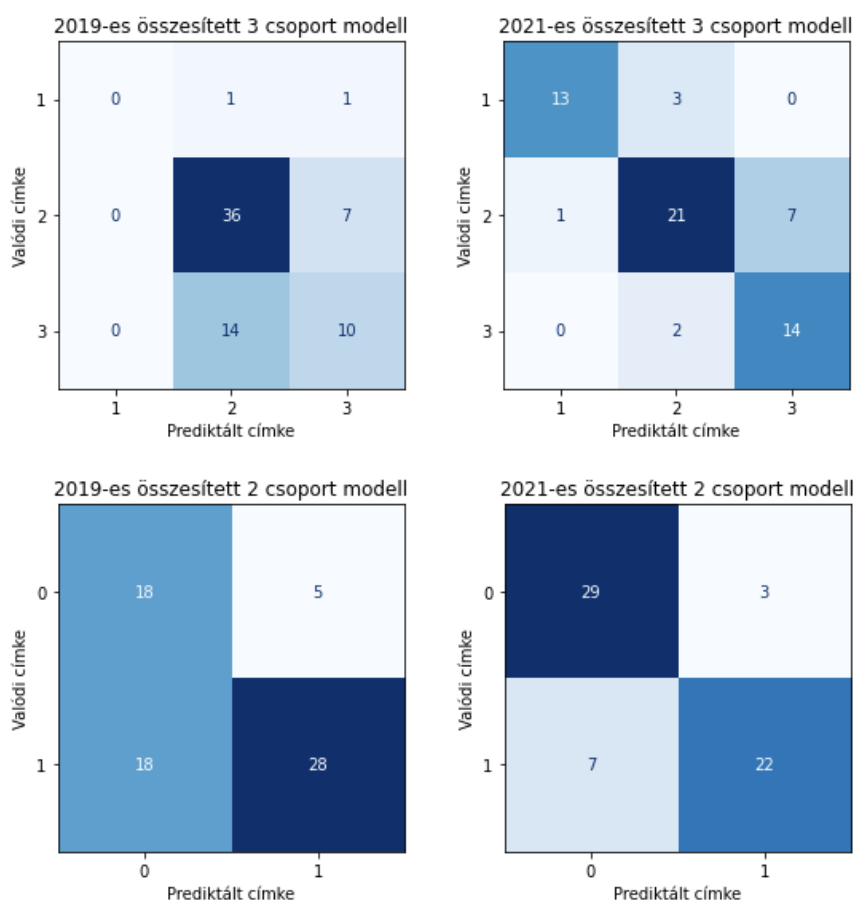 2019-es összesített 3 csoport modell
Valódi címke
1 0 1 1
2 0 36 7
3 0 14 10
1 2 3
Prediktált címke
2021-es összesített 3 csoport modell
Valódi címke
1 13 3 0
2 1 21 7
3 0 2 14
1 2 3
Prediktált címke
2019-es összesített 2 csoport modell
Valódi címke
0 18 5
1 18 28
0 1
Prediktált címke
2021-es összesített 2 csoport modell
Valódi címke
0 29 3
1 7 22
0 1
Prediktált címke